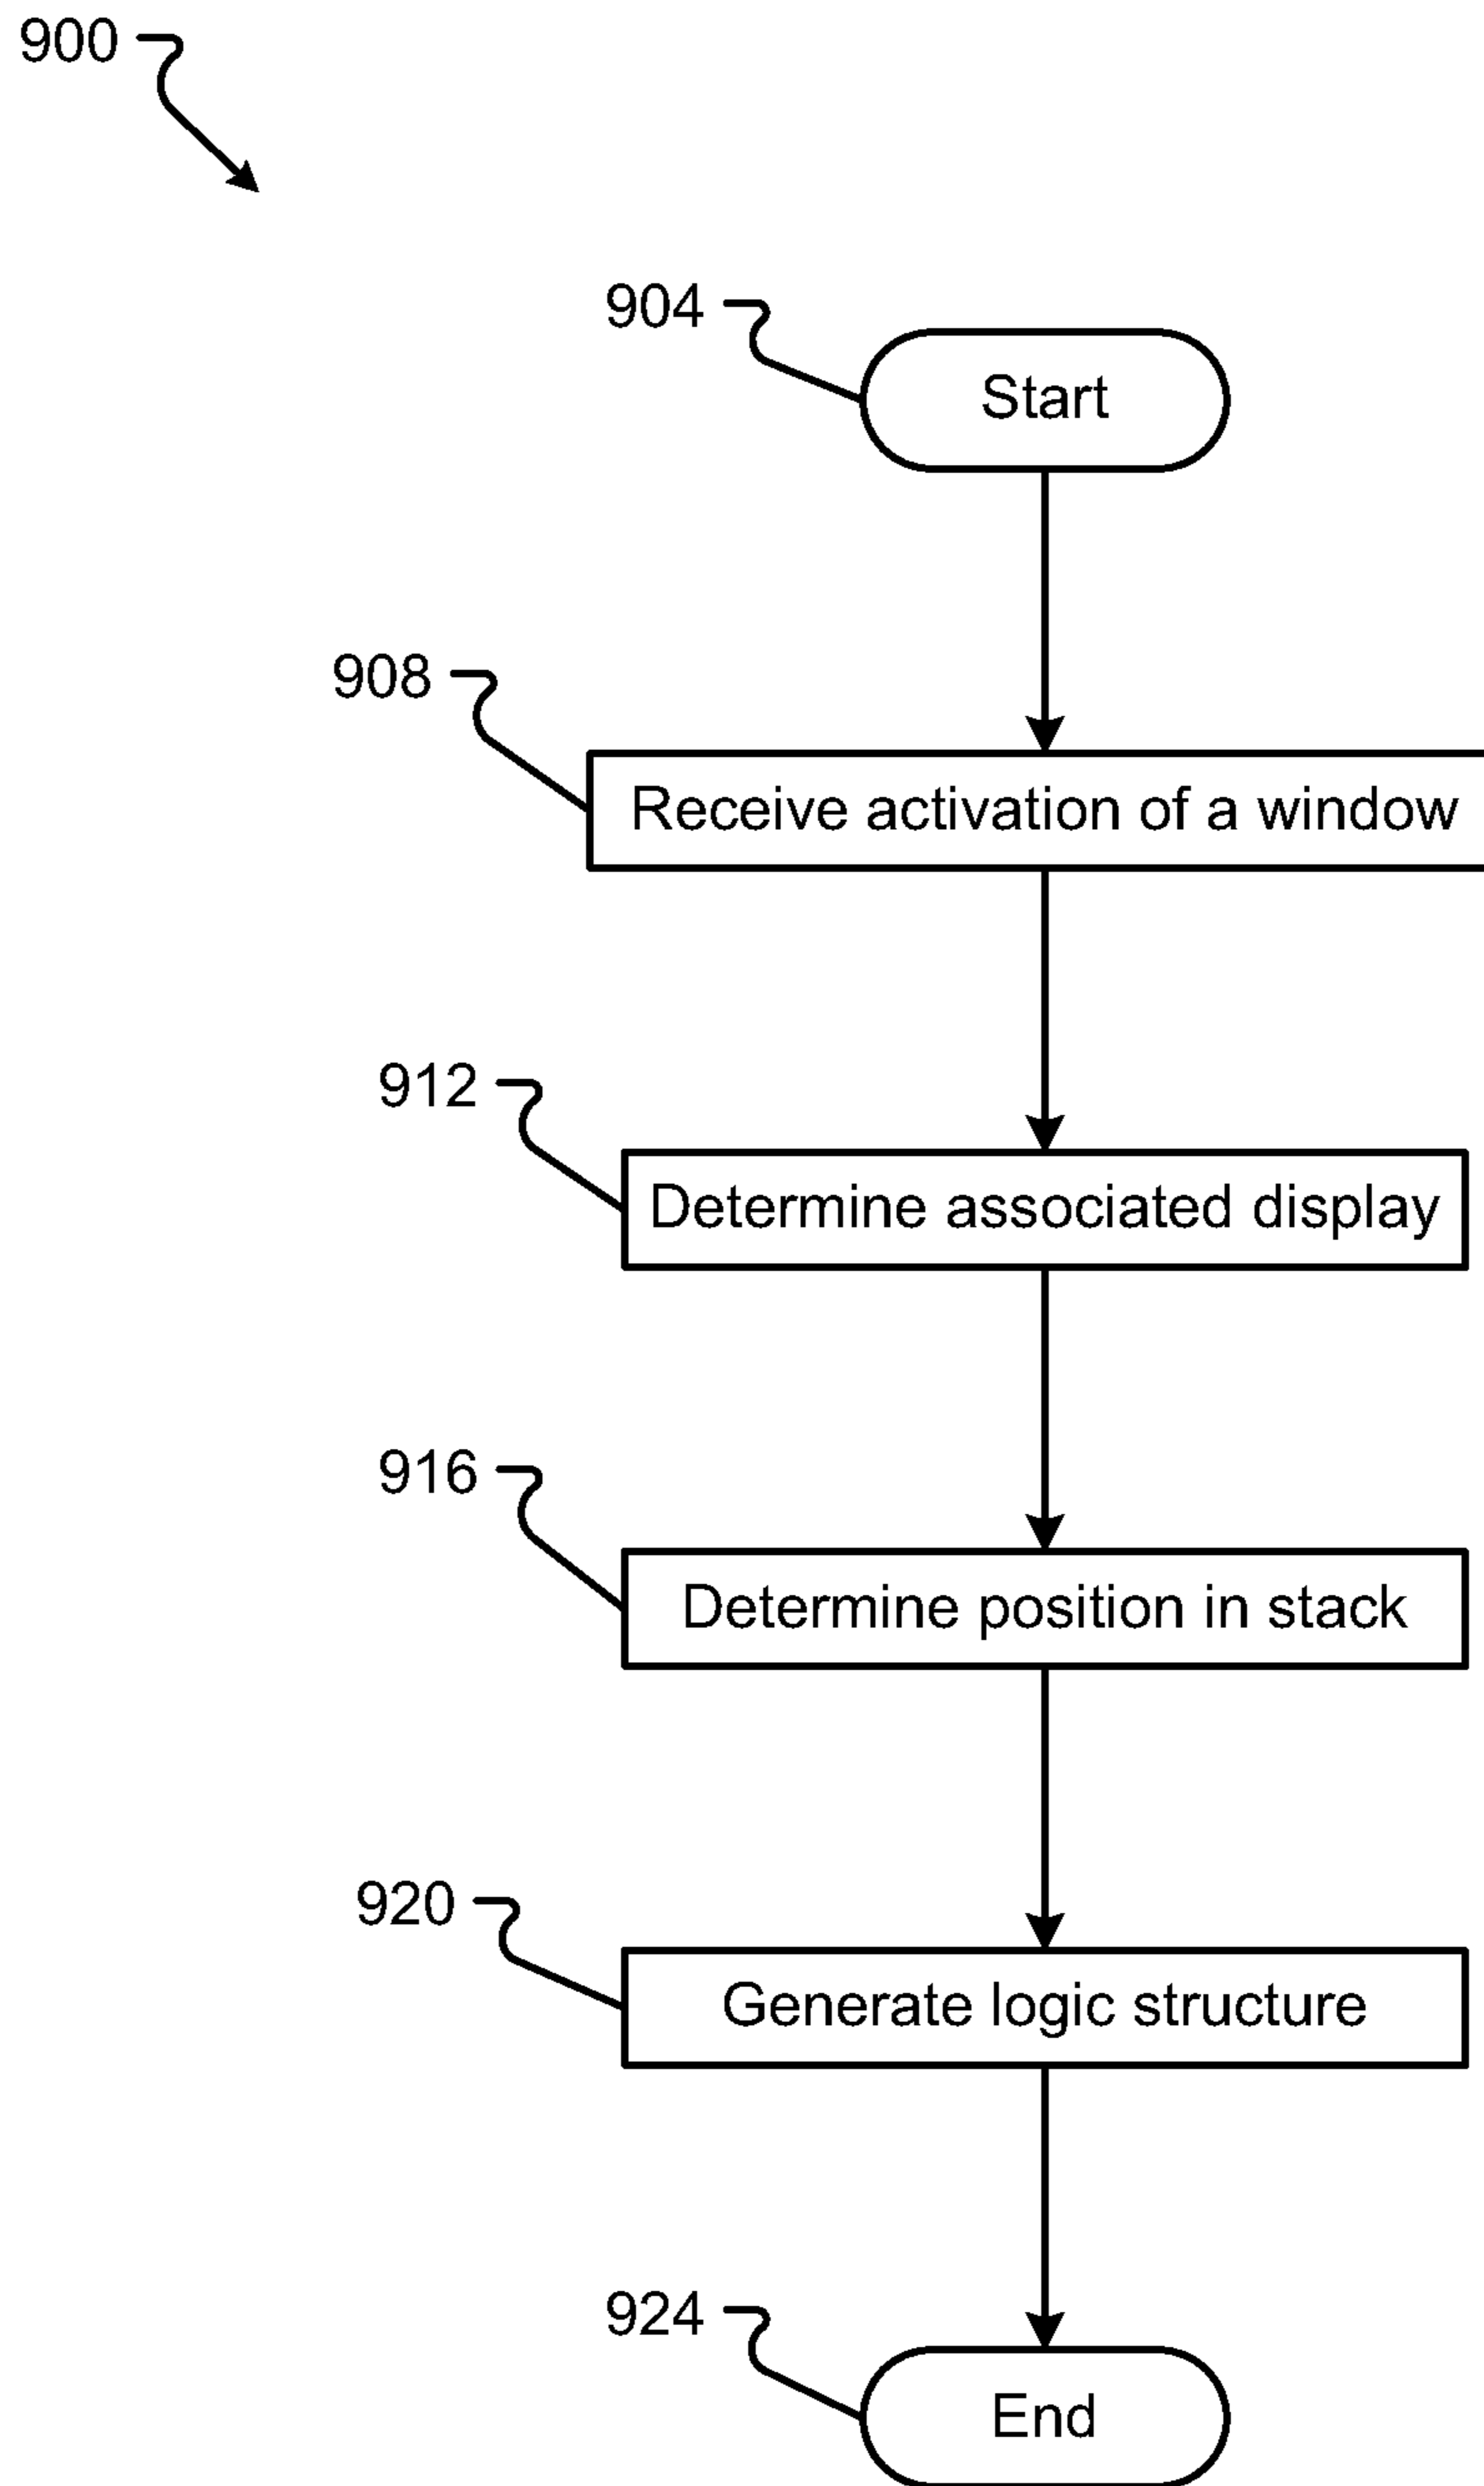 900
904
Start
908
Receive activation of a window
912
Determine associated display
916
Determine position in stack
920
Generate logic structure
924
End